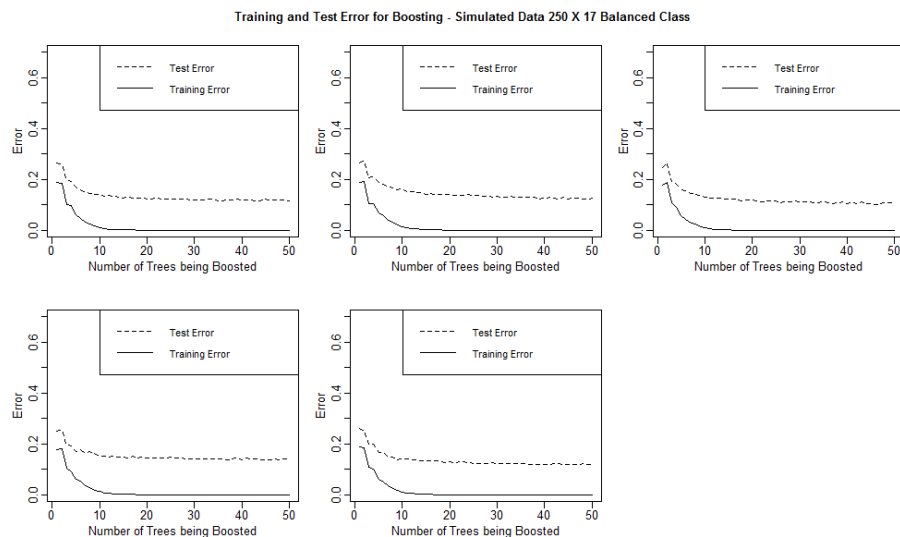 Training and Test Error for Boosting - Simulated Data 250 X 17 Balanced Class
Error
0.0 0.2 0.4 0.6
Test Error
Training Error
0 10 20 30 40 50
Number of Trees being Boosted
Error
0.0 0.2 0.4 0.6
Test Error
Training Error
0 10 20 30 40 50
Number of Trees being Boosted
Error
0.0 0.2 0.4 0.6
Test Error
Training Error
0 10 20 30 40 50
Number of Trees being Boosted
Error
0.0 0.2 0.4 0.6
Test Error
Training Error
0 10 20 30 40 50
Number of Trees being Boosted
Error
0.0 0.2 0.4 0.6
Test Error
Training Error
0 10 20 30 40 50
Number of Trees being Boosted